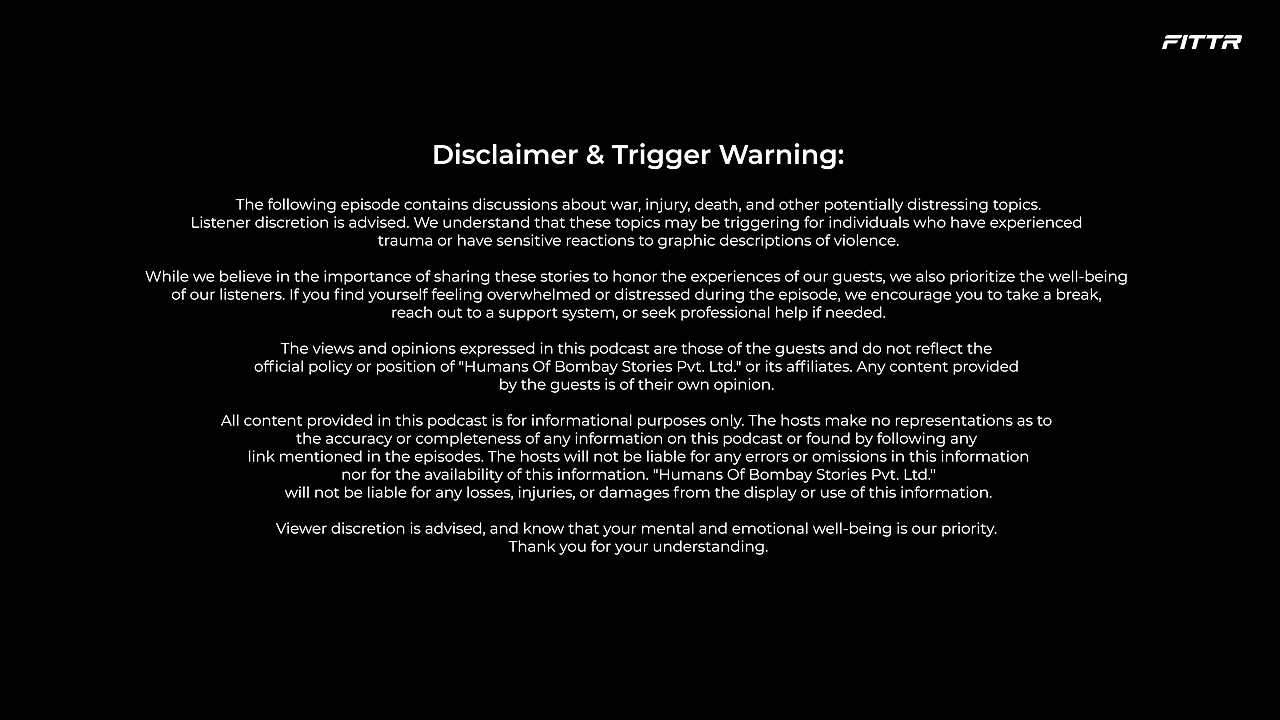 FITTR
Disclaimer & Trigger Warning:
The following episode contains discussions about war, injury, death, and other potentially distressing topics.
Listener discretion is advised. We understand that these topics may be triggering for individuals who have experienced
trauma or have sensitive reactions to graphic descriptions of violence.
While we believe in the importance of sharing these stories to honor the experiences of our guests, we also prioritize the well-being
of our listeners. If you find yourself feeling overwhelmed or distressed during the episode, we encourage you to take a break,
reach out to a support system, or seek professional help if needed.
The views and opinions expressed in this podcast are those of the guests and do not reflect the
official policy or position of "Humans Of Bombay Stories Pvt. Ltd." or its affiliates. Any content provided
by the guests is of their own opinion.
All content provided in this podcast is for informational purposes only. The hosts make no representations as to
the accuracy or completeness of any information on this podcast or found by following any
link mentioned in the episodes. The hosts will not be liable for any errors or omissions in this information
nor for the availability of this information. "Humans Of Bombay Stories Pvt. Ltd."
will not be liable for any losses, injuries, or damages from the display or use of this information.
Viewer discretion is advised, and know that your mental and emotional well-being is our priority.
Thank you for your understanding.